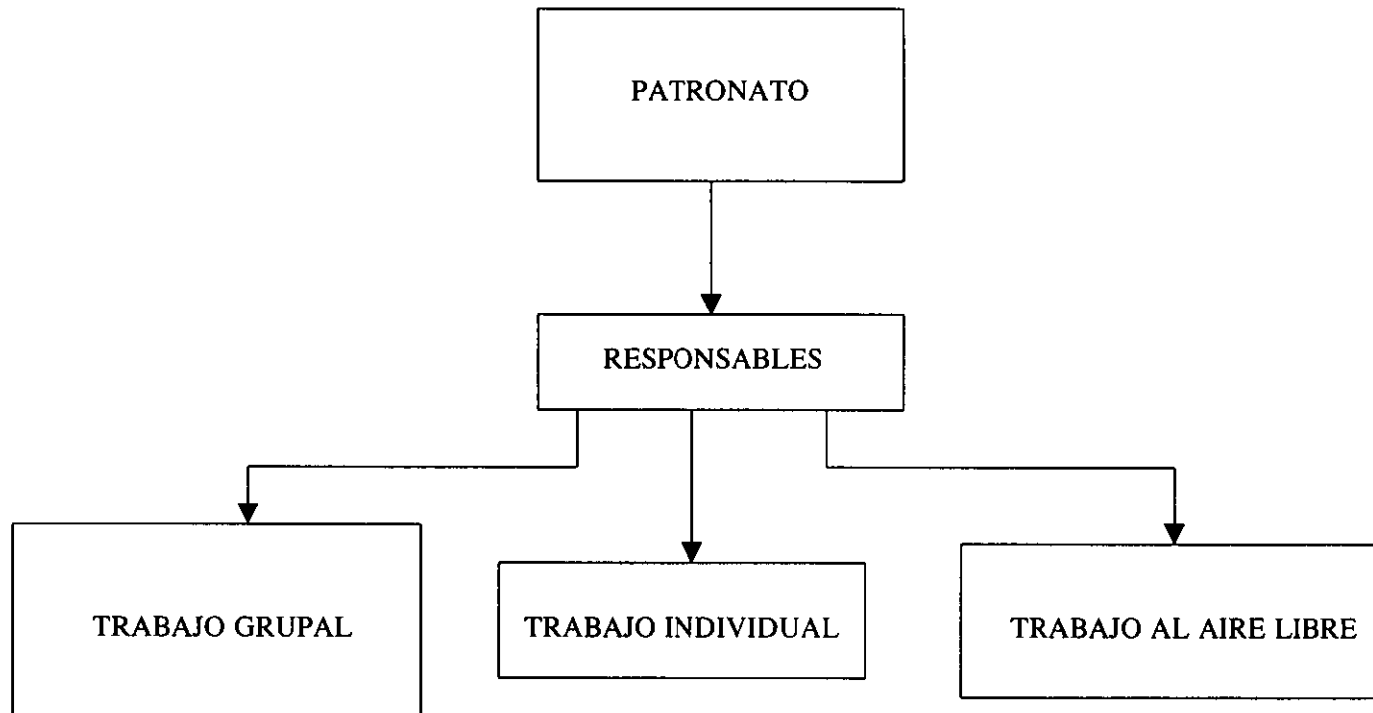 PATRONATO
RESPONSABLES
TRABAJO GRUPAL
TRABAJO INDIVIDUAL
TRABAJO AL AIRE LIBRE